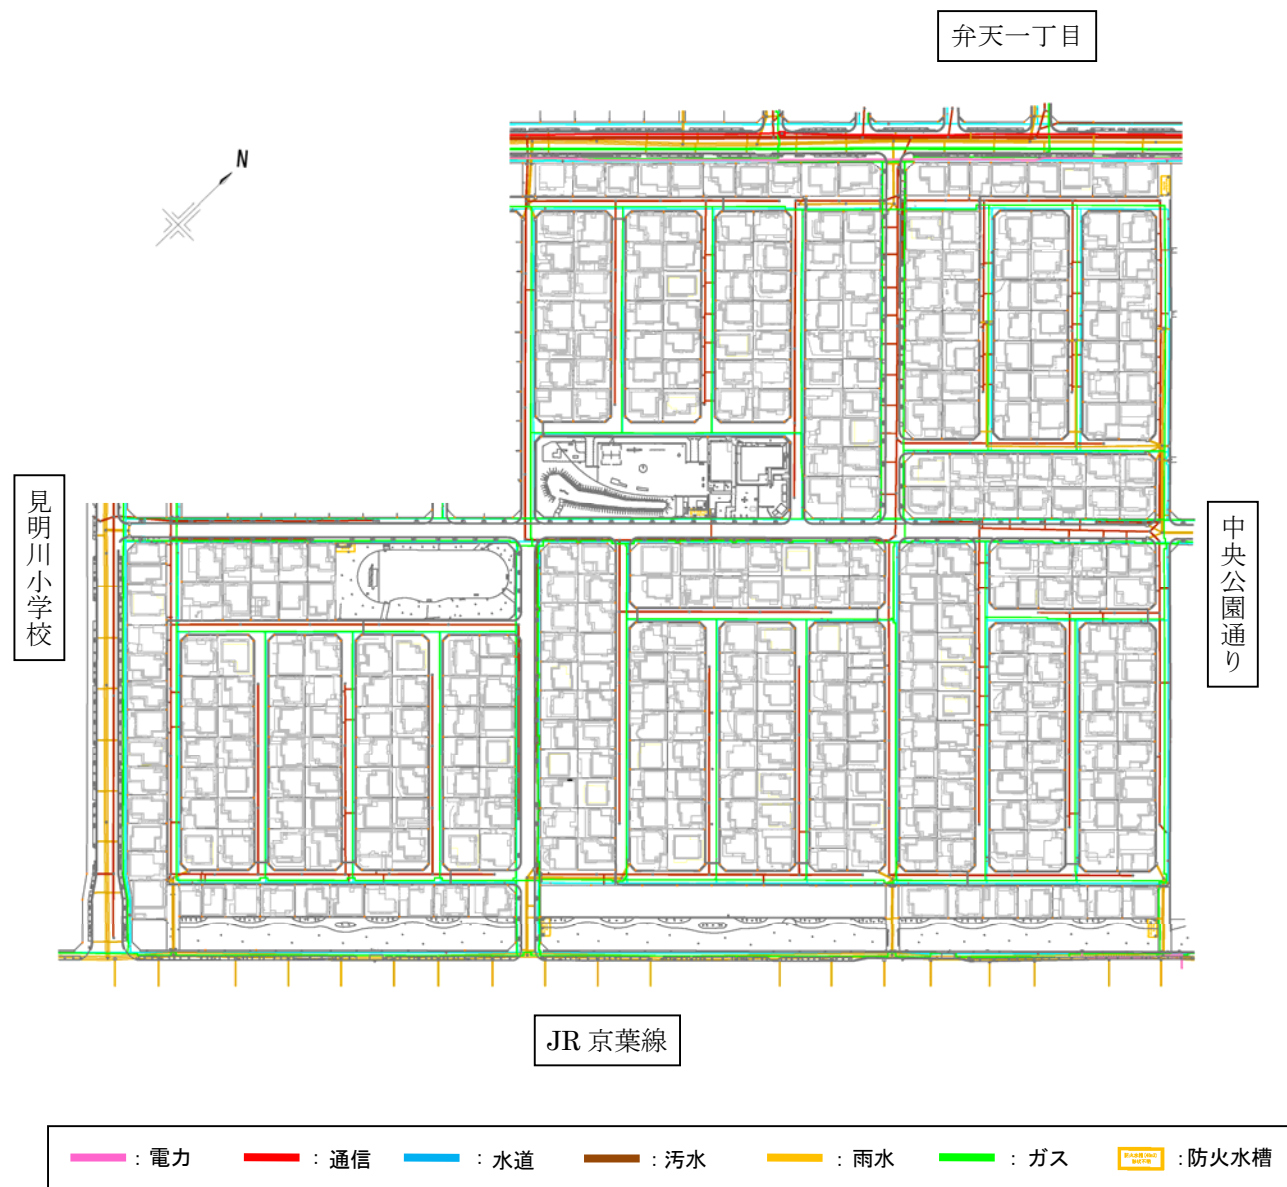 弁天一丁目
N
見明川小学校
中央公園通り
JR 京葉線
：電力
：通信
：水道
：汚水
：雨水
：ガス
：防火水槽